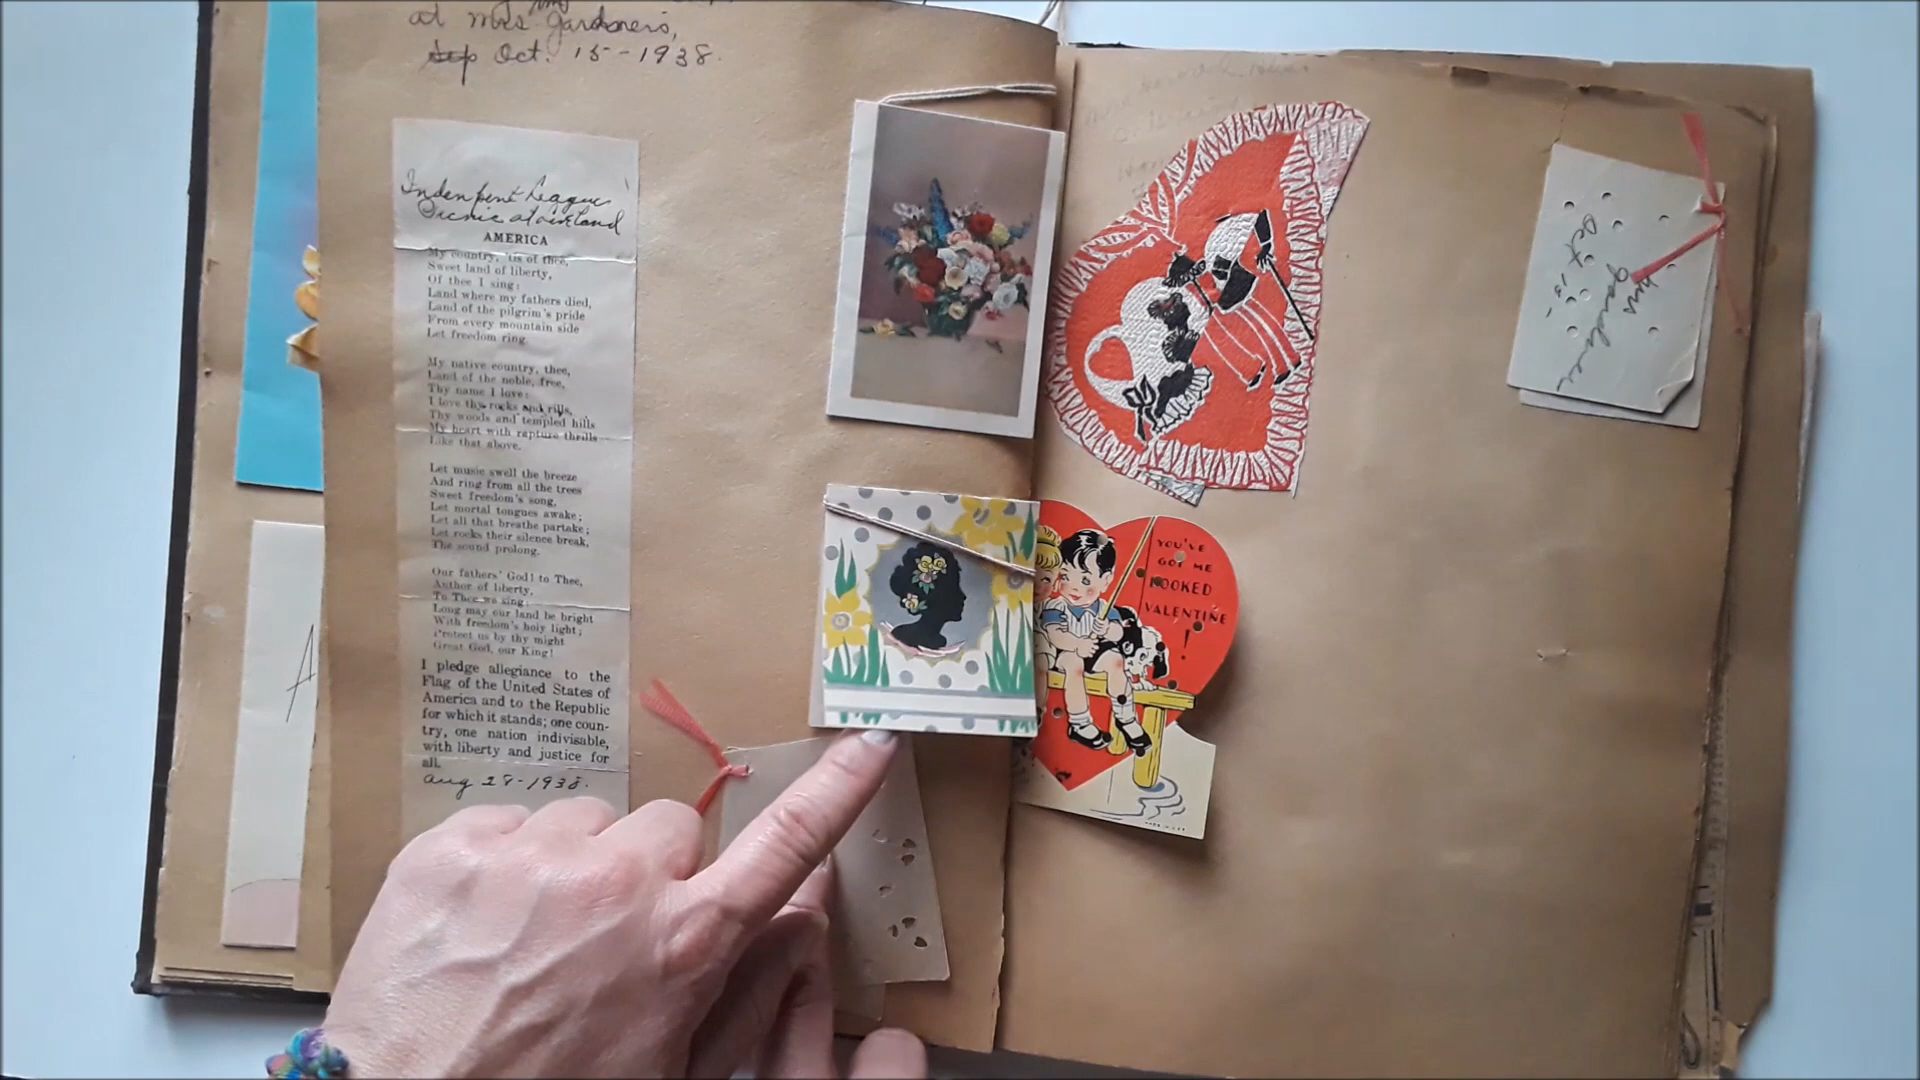 at Mrs. Gardners,
Sep Oct. 15-1938.
Indenpent League
Picnic at
AMERICA
My country, 'tis of thee,
Sweet land of liberty,
Of thee I sing:
Land where my fathers died,
Land of the pilgrim's pride
From every mountain side
Let freedom ring.
My native country, thee,
Land of the noble, free,
Thy name I love:
I love thy rocks and rills,
Thy woods and templed hills
My heart with rapture thrills
Like that above.
Let music swell the breeze
And ring from all the trees
Sweet freedom's song,
Let mortal tongues awake;
Let all that breathe partake;
Let rocks their silence break,
The sound prolong.
Our fathers' God! to Thee,
Author of liberty,
To Thee we sing;
Long may our land be bright
With freedom's holy light;
Protect us by thy might
Great God, our King!
I pledge allegiance to the
Flag of the United States of
America and to the Republic
for which it stands; one coun-
try, one nation indivisable,
with liberty and justice for
all.
Aug 28-1938.
A
YOU'VE
GOT ME
HOOKED
VALENTINE
!
Mrs Gardner
Oct 15-